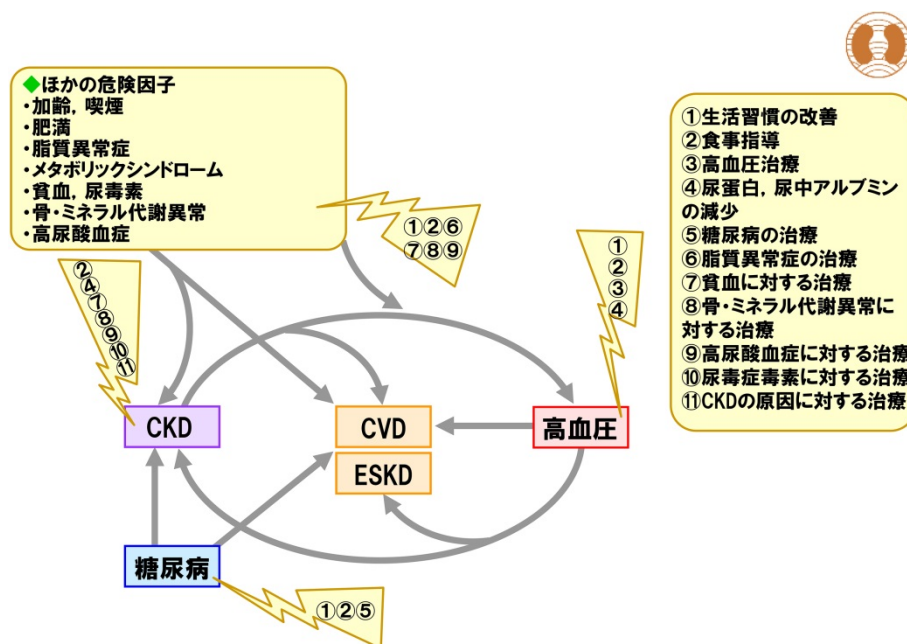 ◆ほかの危険因子
・加齢，喫煙
・肥満
・脂質異常症
・メタボリックシンドローム
・貧血，尿毒素
・骨・ミネラル代謝異常
・高尿酸血症
①②⑥
⑦⑧⑨
①
②
③
④
①生活習慣の改善
②食事指導
③高血圧治療
④尿蛋白，尿中アルブミン
の減少
⑤糖尿病の治療
⑥脂質異常症の治療
⑦貧血に対する治療
⑧骨・ミネラル代謝異常に
対する治療
⑨高尿酸血症に対する治療
⑩尿毒症毒素に対する治療
⑪CKDの原因に対する治療
②
④
⑦
⑧
⑨
⑩
⑪
CKD
CVD
高血圧
ESKD
糖尿病
①②⑤